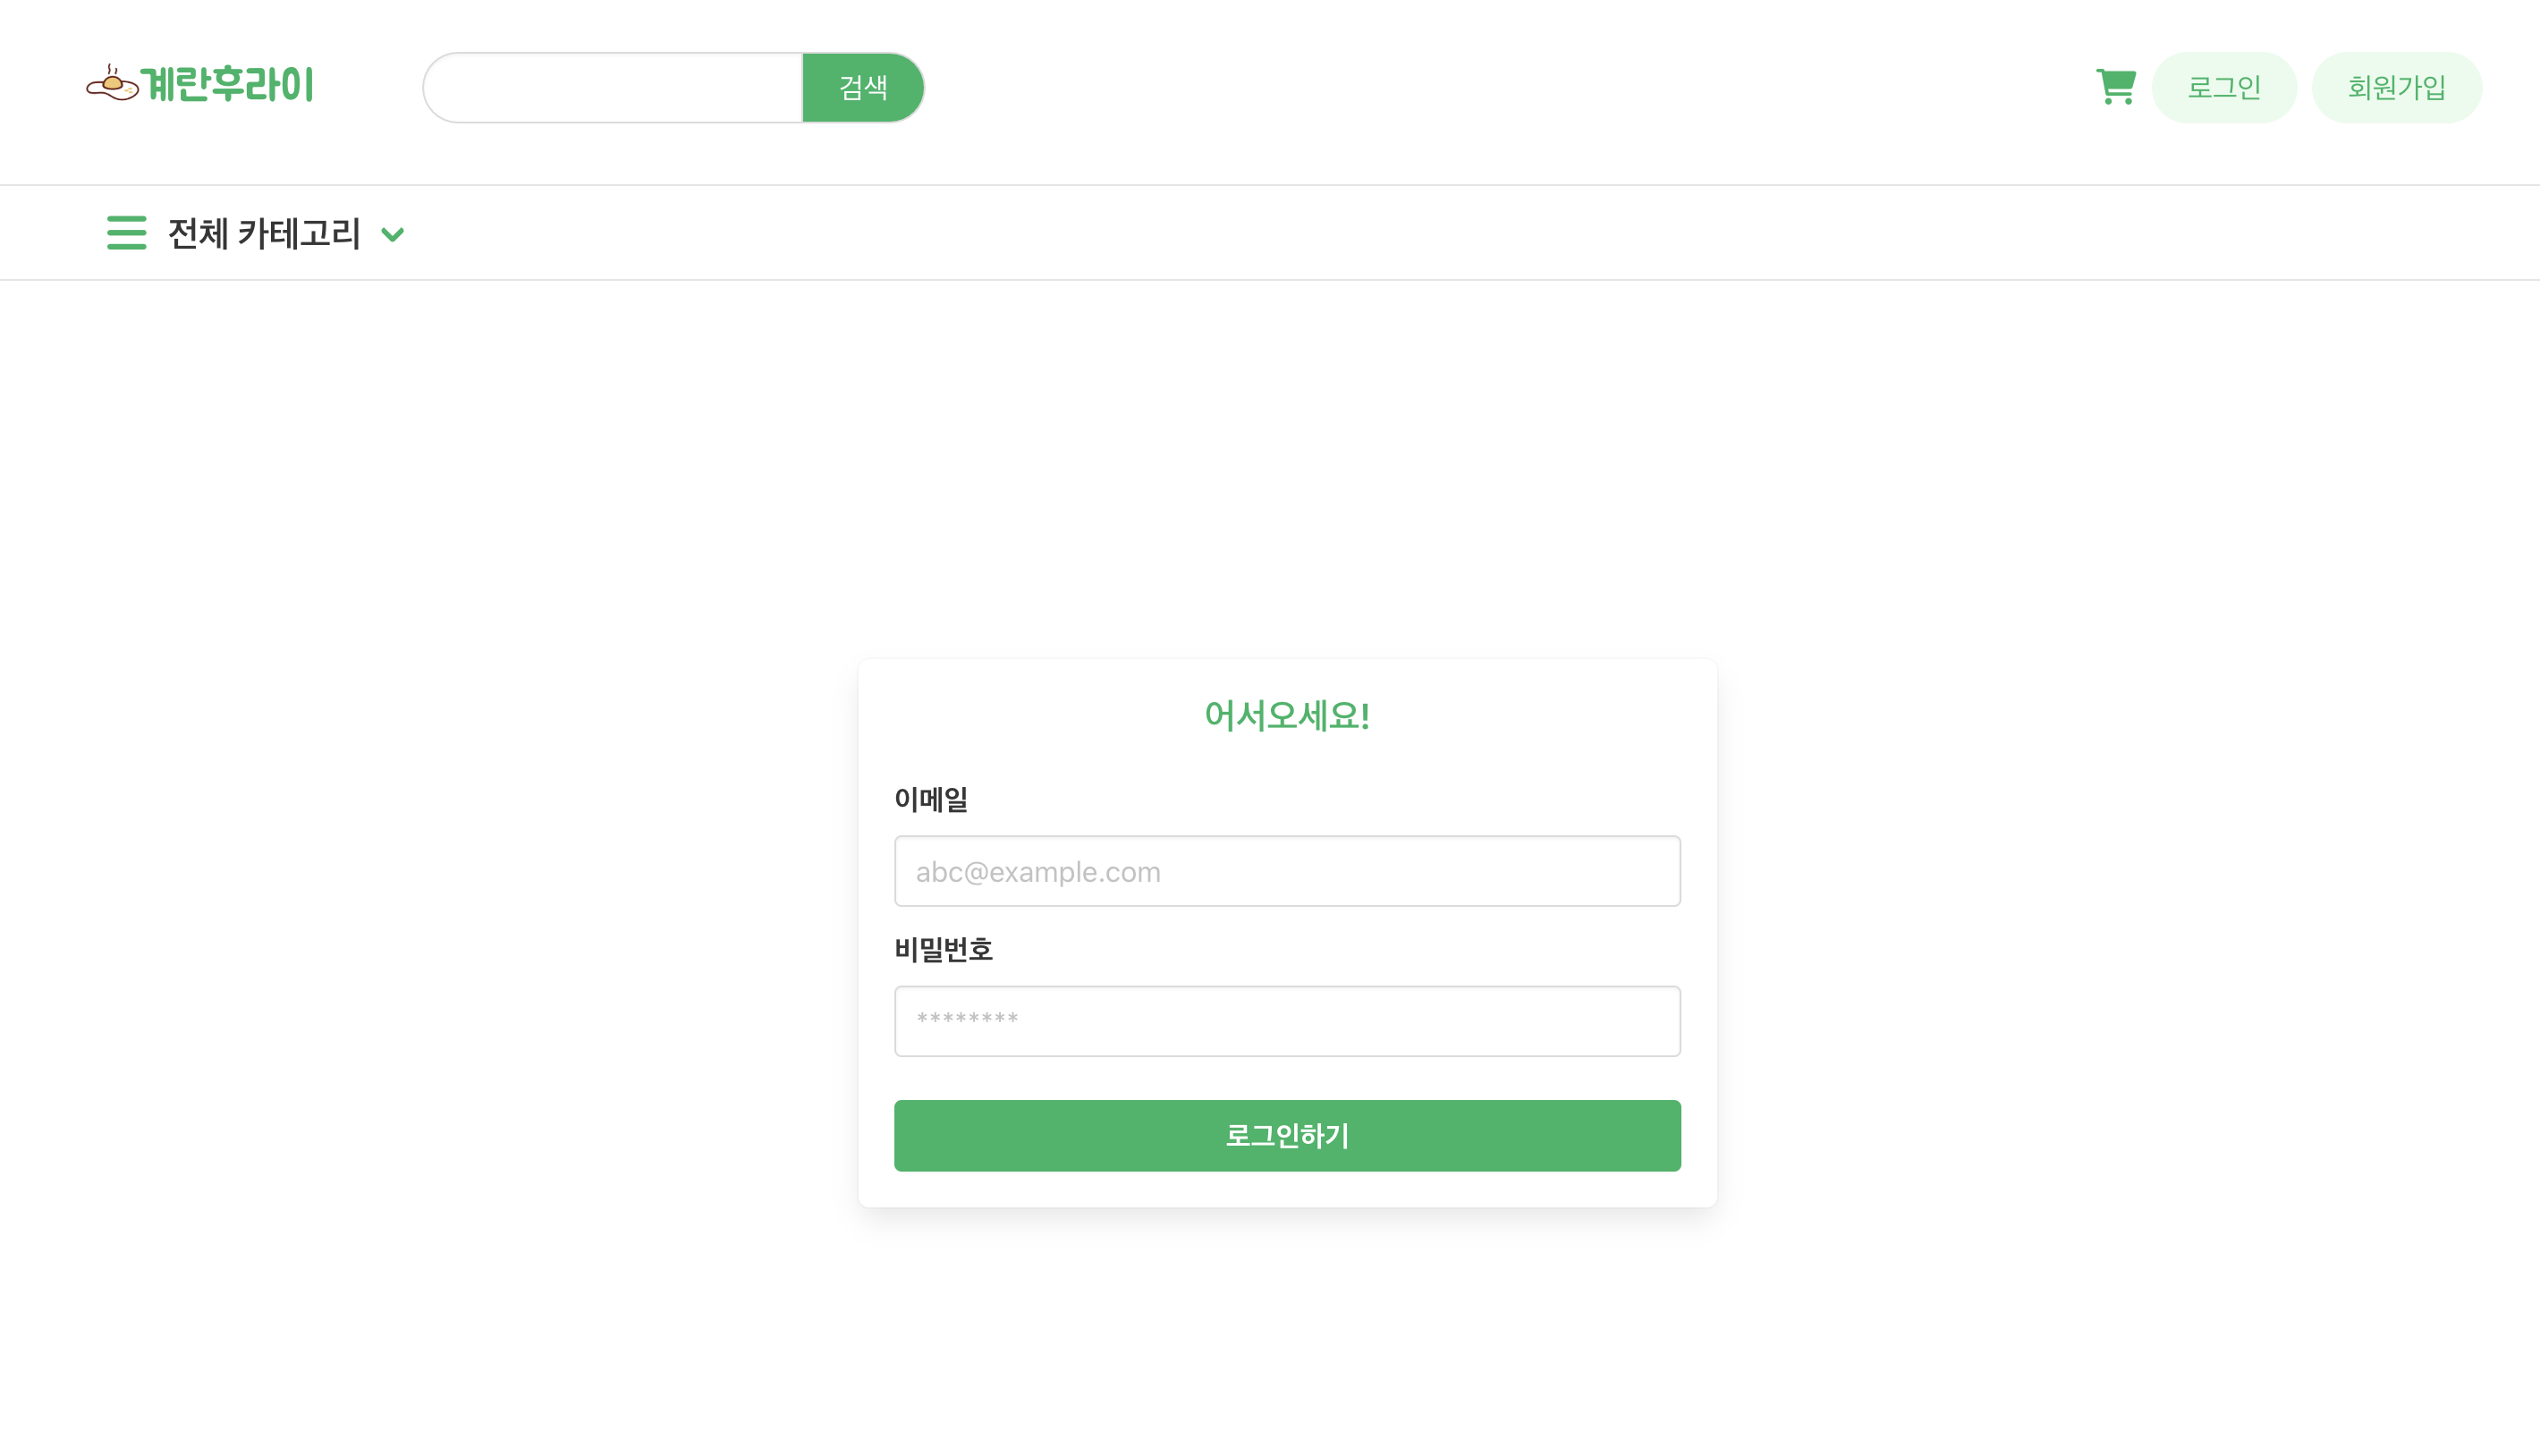 계란후라이
검색
로그인
회원가입
전체 카테고리
어서오세요!
이메일
abc@example.com
비밀번호
********
로그인하기